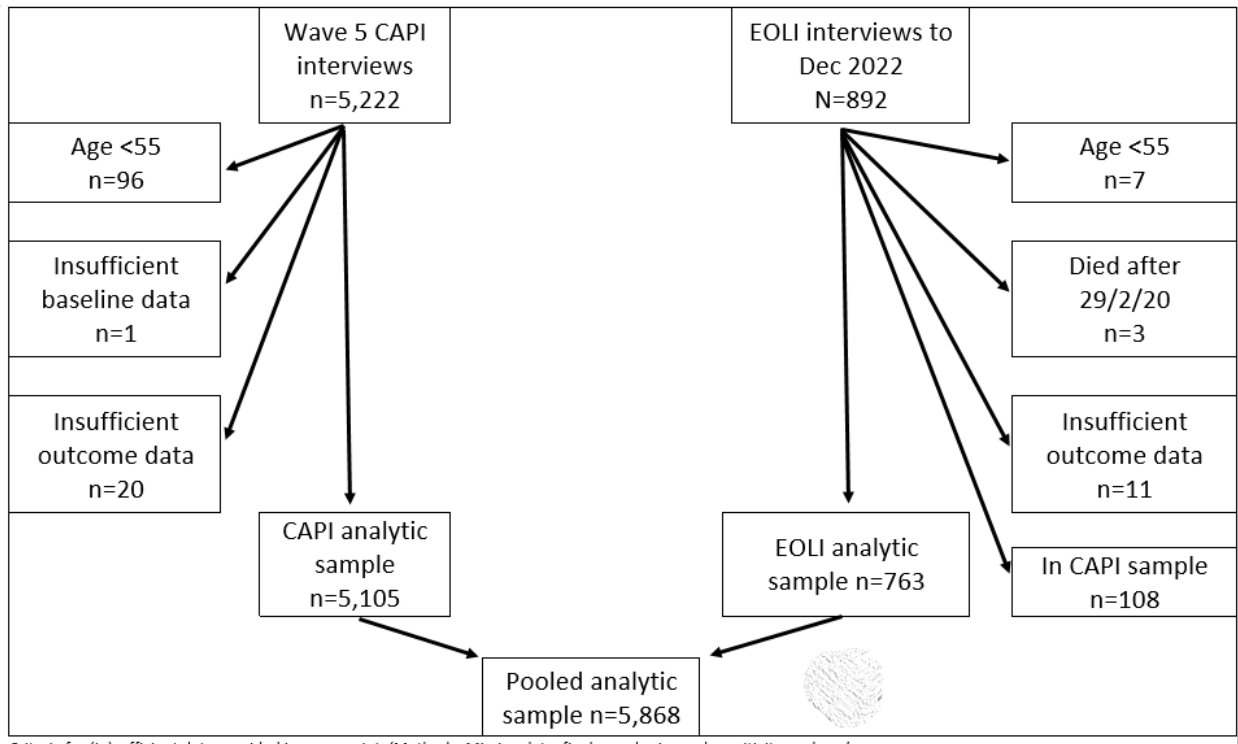 Wave 5 CAPI
interviews
n=5,222
EOLI interviews to
Dec 2022
N=892
Age <55
n=96
Age <55
n=7
Insufficient
baseline data
n=1
Died after
29/2/20
n=3
Insufficient
outcome data
n=20
Insufficient
outcome data
n=11
CAPI analytic
sample
n=5,105
EOLI analytic
sample n=763
In CAPI sample
n=108
Pooled analytic
sample n=5,868